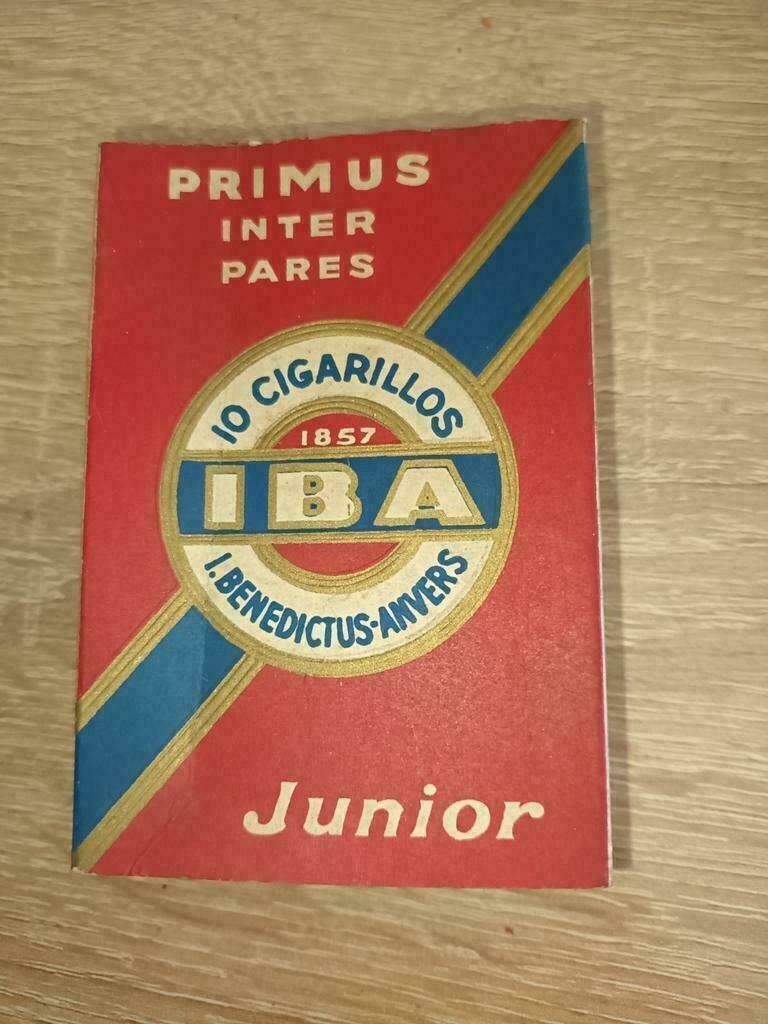 PRIMUS
INTER
PARES
10 CIGARILLOS
1857
IBA
I. BENEDICTUS-ANVERS
Junior